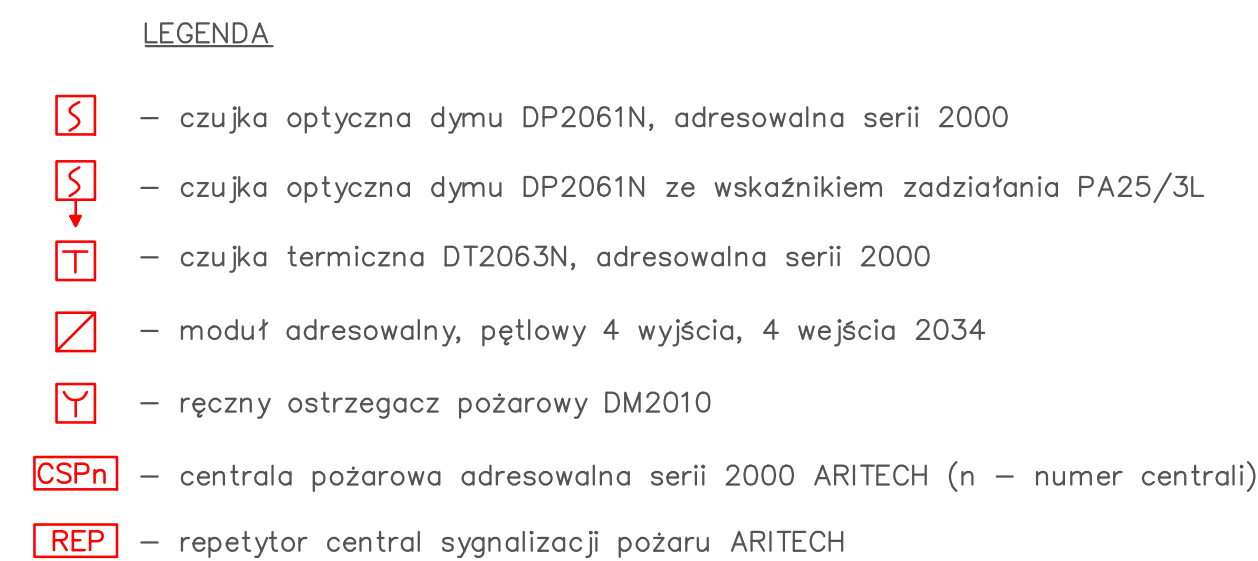 LEGENDA
S – czujka optyczna dymu DP2061N, adresowalna serii 2000
S – czujka optyczna dymu DP2061N ze wskaźnikiem zadziałania PA25/3L
T – czujka termiczna DT2063N, adresowalna serii 2000
– moduł adresowalny, pętlowy 4 wyjścia, 4 wejścia 2034
Y – ręczny ostrzegacz pożarowy DM2010
CSPn – centrala pożarowa adresowalna serii 2000 ARITECH (n – numer centrali)
REP – repetytor central sygnalizacji pożaru ARITECH